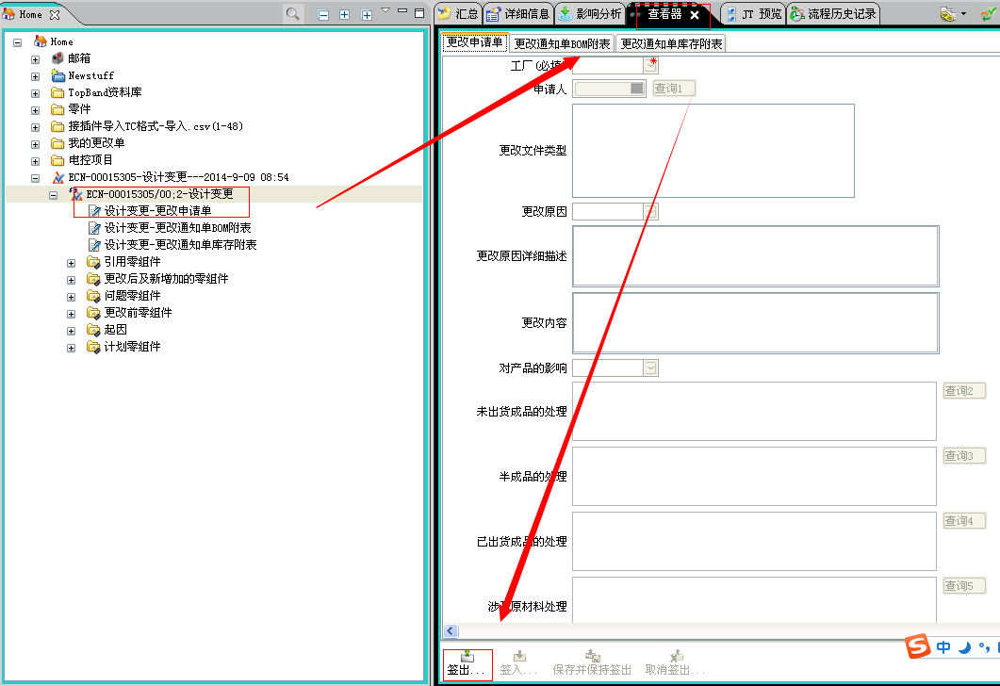 Home
汇总
详细信息
影响分析
查看器
JT 预览
流程历史记录
Home
邮箱
Newstuff
TopBand资料库
零件
接插件导入TC格式-导入.csv(1-48)
我的更改单
电控项目
ECN-00015305-设计变更---2014-9-09 08:54
ECN-00015305/00;2-设计变更
设计变更-更改申请单
设计变更-更改通知单BOM附表
设计变更-更改通知单库存附表
引用零组件
更改后及新增加的零组件
问题零组件
更改前零组件
起因
计划零组件
更改申请单
更改通知单BOM附表
更改通知单库存附表
工厂(必填
申请人
查询1
更改文件类型
更改原因
更改原因详细描述
更改内容
对产品的影响
未出货成品的处理
查询2
半成品的处理
查询3
已出货成品的处理
查询4
涉及原材料处理
查询5
签出...
签入...
保存并保持签出
取消签出...
S 中